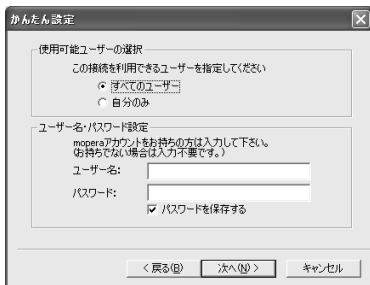 かんたん設定
使用可能ユーザーの選択
この接続を利用できるユーザーを指定してください
すべてのユーザー
自分のみ
ユーザー名・パスワード設定
moperaアカウントをお持ちの方は入力して下さい。
(お持ちでない場合は入力不要です。)
ユーザー名:
パスワード:
パスワードを保存する
< 戻る(B)
次へ(N) >
キャンセル